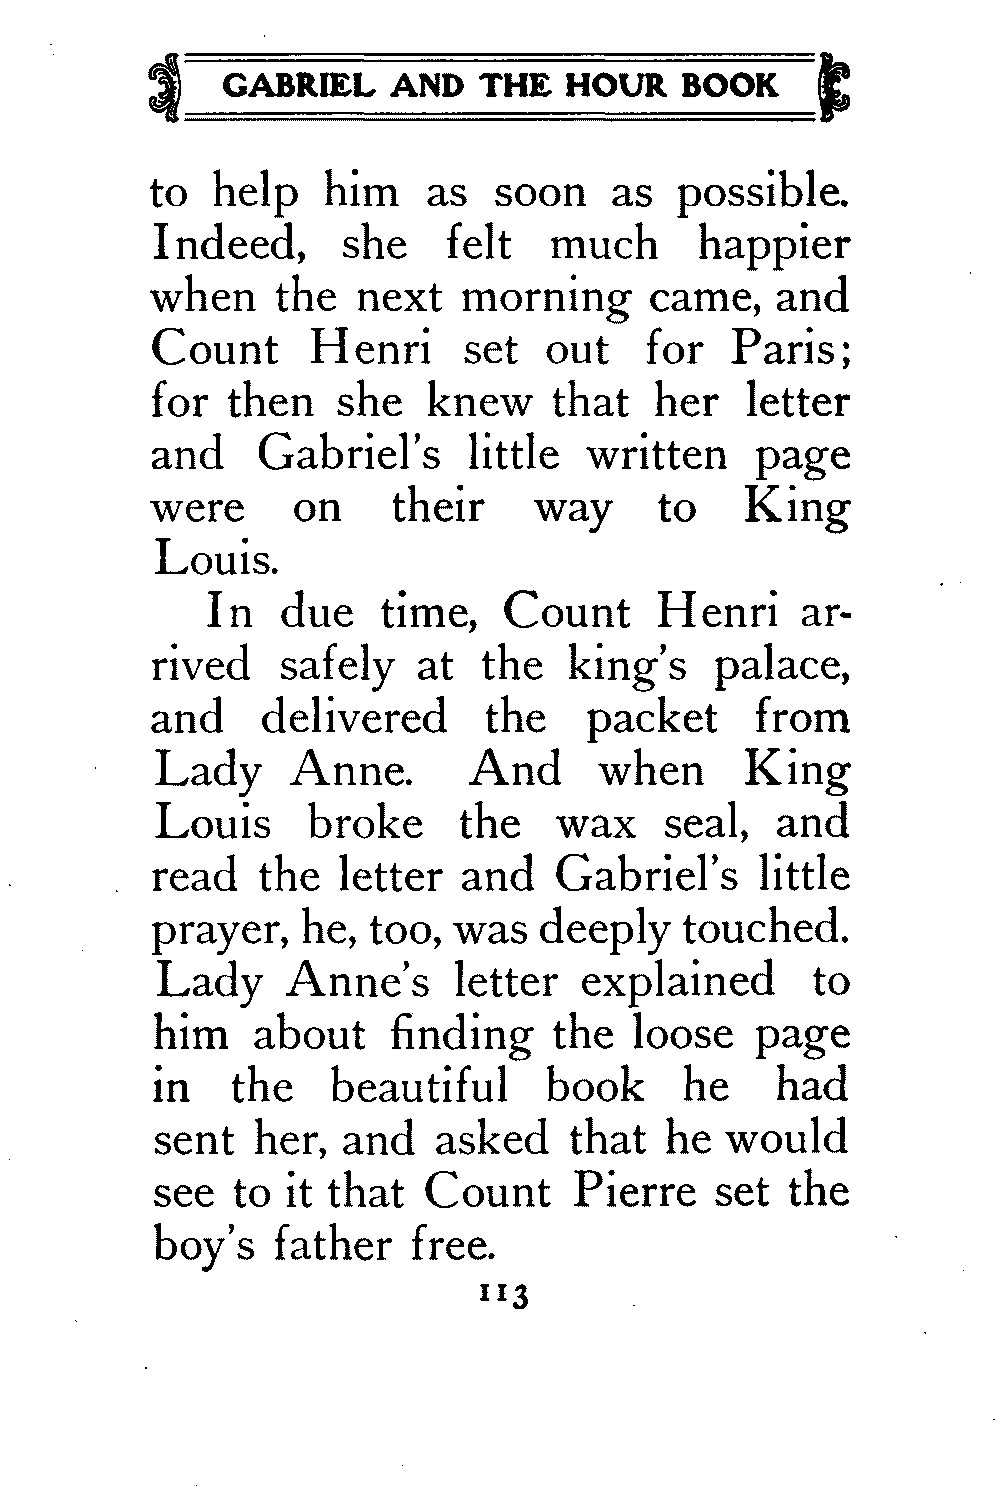 GABRIEL AND THE HOUR BOOK
to help him as soon as possible.
Indeed, she felt much happier
when the next morning came, and
Count Henri set out for Paris;
for then she knew that her letter
and Gabriel's little written page
were on their way to King
Louis.
In due time, Count Henri ar-
rived safely at the king's palace,
and delivered the packet from
Lady Anne. And when King
Louis broke the wax seal, and
read the letter and Gabriel's little
prayer, he, too, was deeply touched.
Lady Anne's letter explained to
him about finding the loose page
in the beautiful book he had
sent her, and asked that he would
see to it that Count Pierre set the
boy's father free.
113